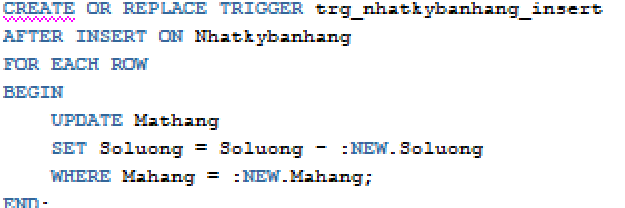 CREATE OR REPLACE TRIGGER trg_nhatkybanhang_insert
AFTER INSERT ON Nhatkybanhang
FOR EACH ROW
BEGIN
    UPDATE Mathang
    SET Soluong = Soluong - :NEW.Soluong
    WHERE Mahang = :NEW.Mahang;
END;